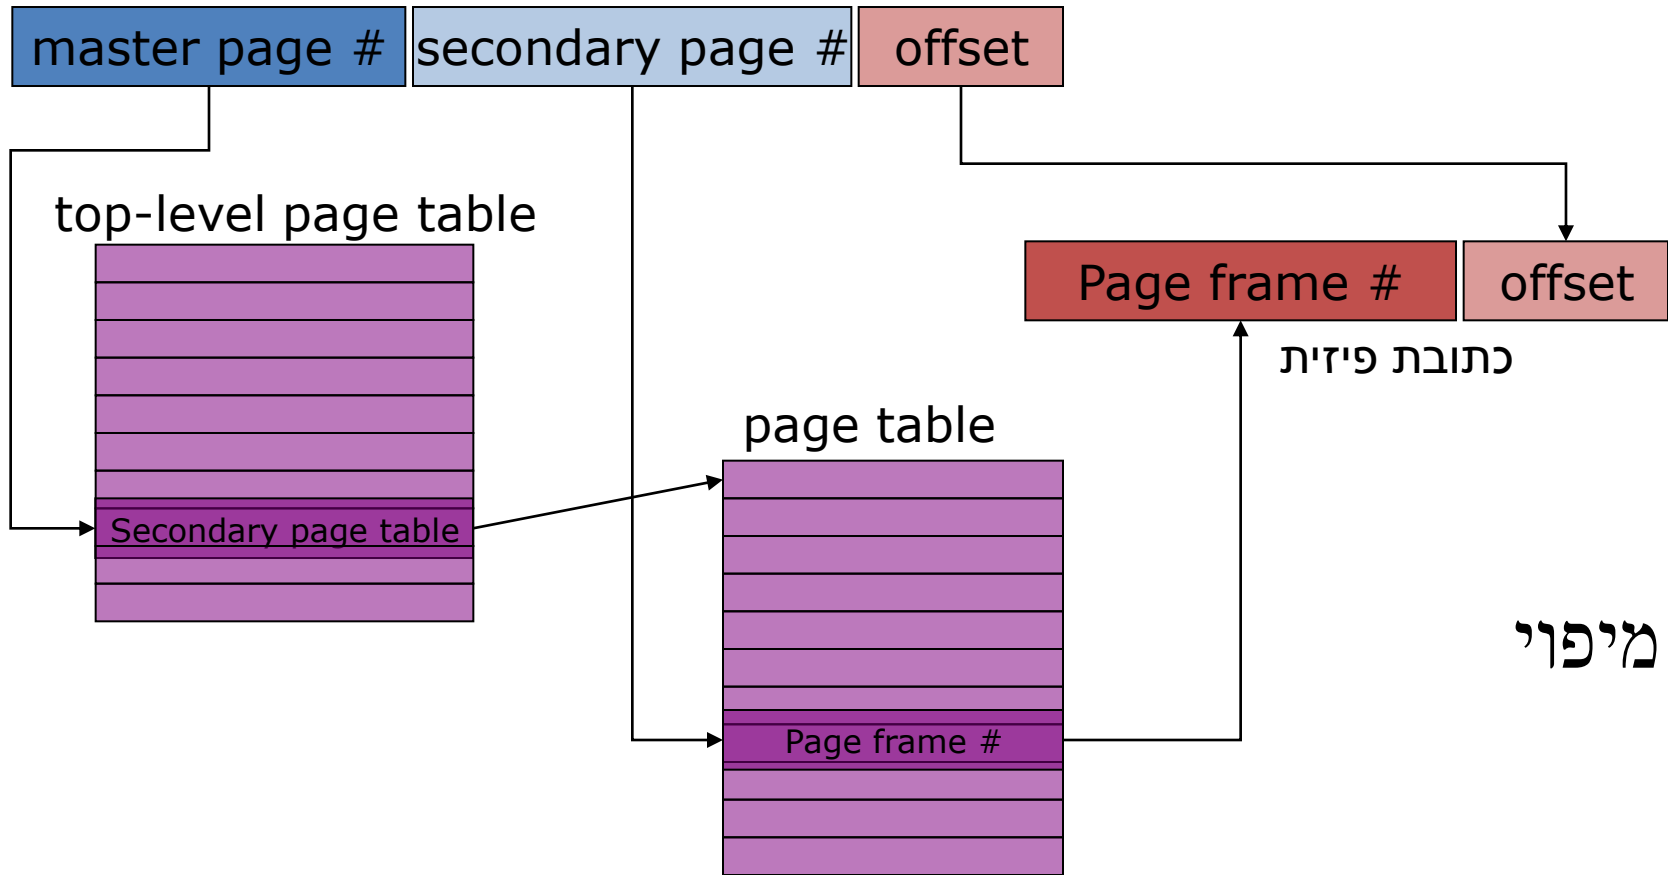 master page #
secondary page #
offset
top-level page table
Page frame #
offset
כתובת פיזית
page table
Secondary page table
מיפוי
Page frame #